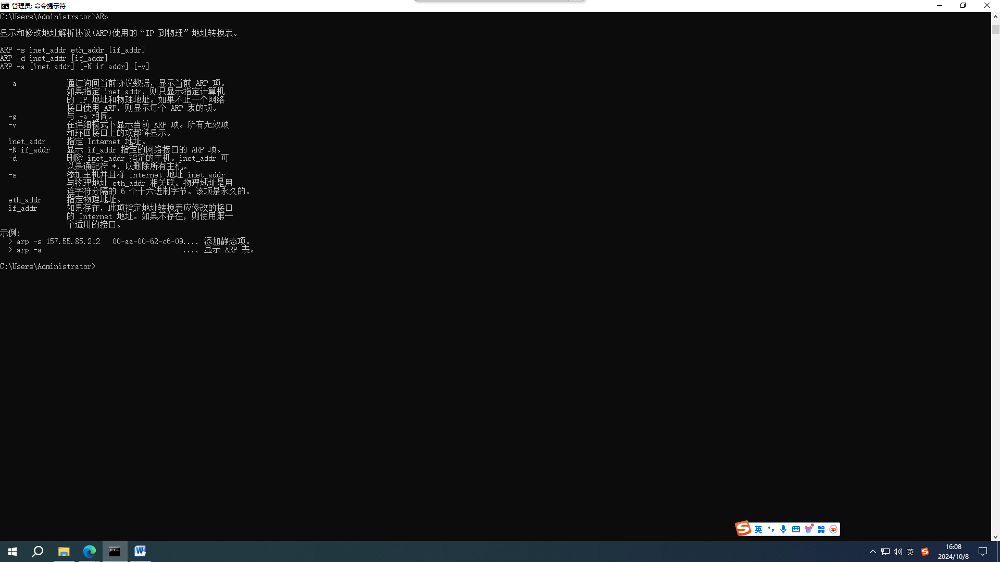 管理员: 命令提示符
C:\Users\Administrator>ARp
显示和修改地址解析协议(ARP)使用的“IP 到物理”地址转换表。
ARP -s inet_addr eth_addr [if_addr]
ARP -d inet_addr [if_addr]
ARP -a [inet_addr] [-N if_addr] [-v]
-a 通过询问当前协议数据，显示当前 ARP 项。
如果指定 inet_addr，则只显示指定计算机
的 IP 地址和物理地址。如果不止一个网络
接口使用 ARP，则显示每个 ARP 表的项。
-g 与 -a 相同。
-v 在详细模式下显示当前 ARP 项。所有无效项
和环回接口上的项都将显示。
inet_addr 指定 Internet 地址。
-N if_addr 显示 if_addr 指定的网络接口的 ARP 项。
-d 删除 inet_addr 指定的主机。inet_addr 可
以是通配符 *，以删除所有主机。
-s 添加主机并且将 Internet 地址 inet_addr
与物理地址 eth_addr 相关联。物理地址是用
连字符分隔的 6 个十六进制字节。该项是永久的。
eth_addr 指定物理地址。
if_addr 如果存在，此项指定地址转换表应修改的接口
的 Internet 地址。如果不存在，则使用第一
个适用的接口。
示例:
> arp -s 157.55.85.212 00-aa-00-62-c6-09.... 添加静态项。
> arp -a .... 显示 ARP 表。
C:\Users\Administrator>
S 英
英 S 16:08
2024/10/8